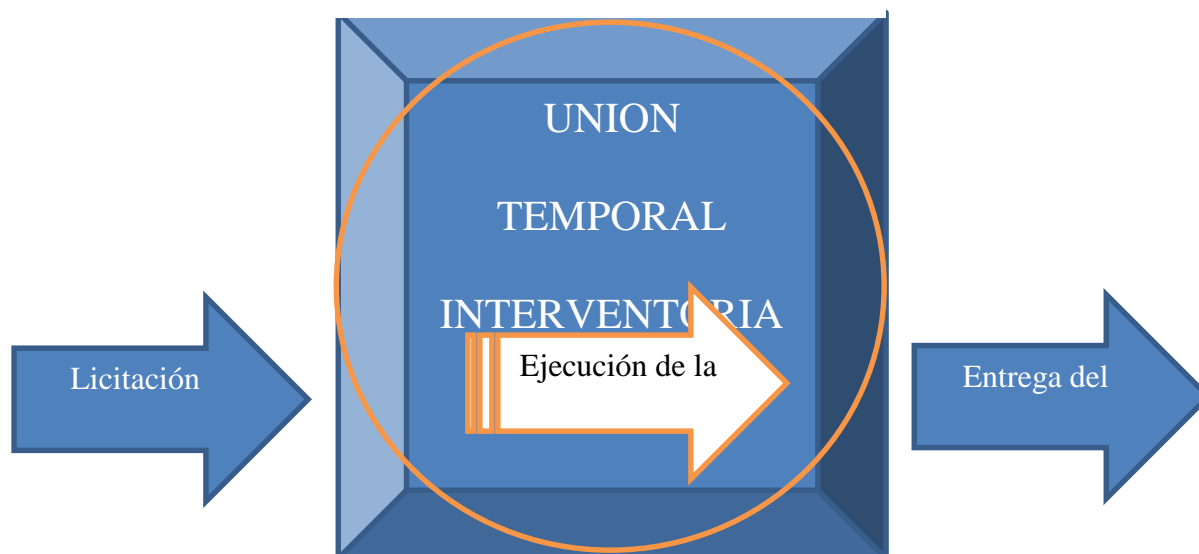 Licitación
UNION
TEMPORAL
INTERVENTORIA
Ejecución de la
Entrega del